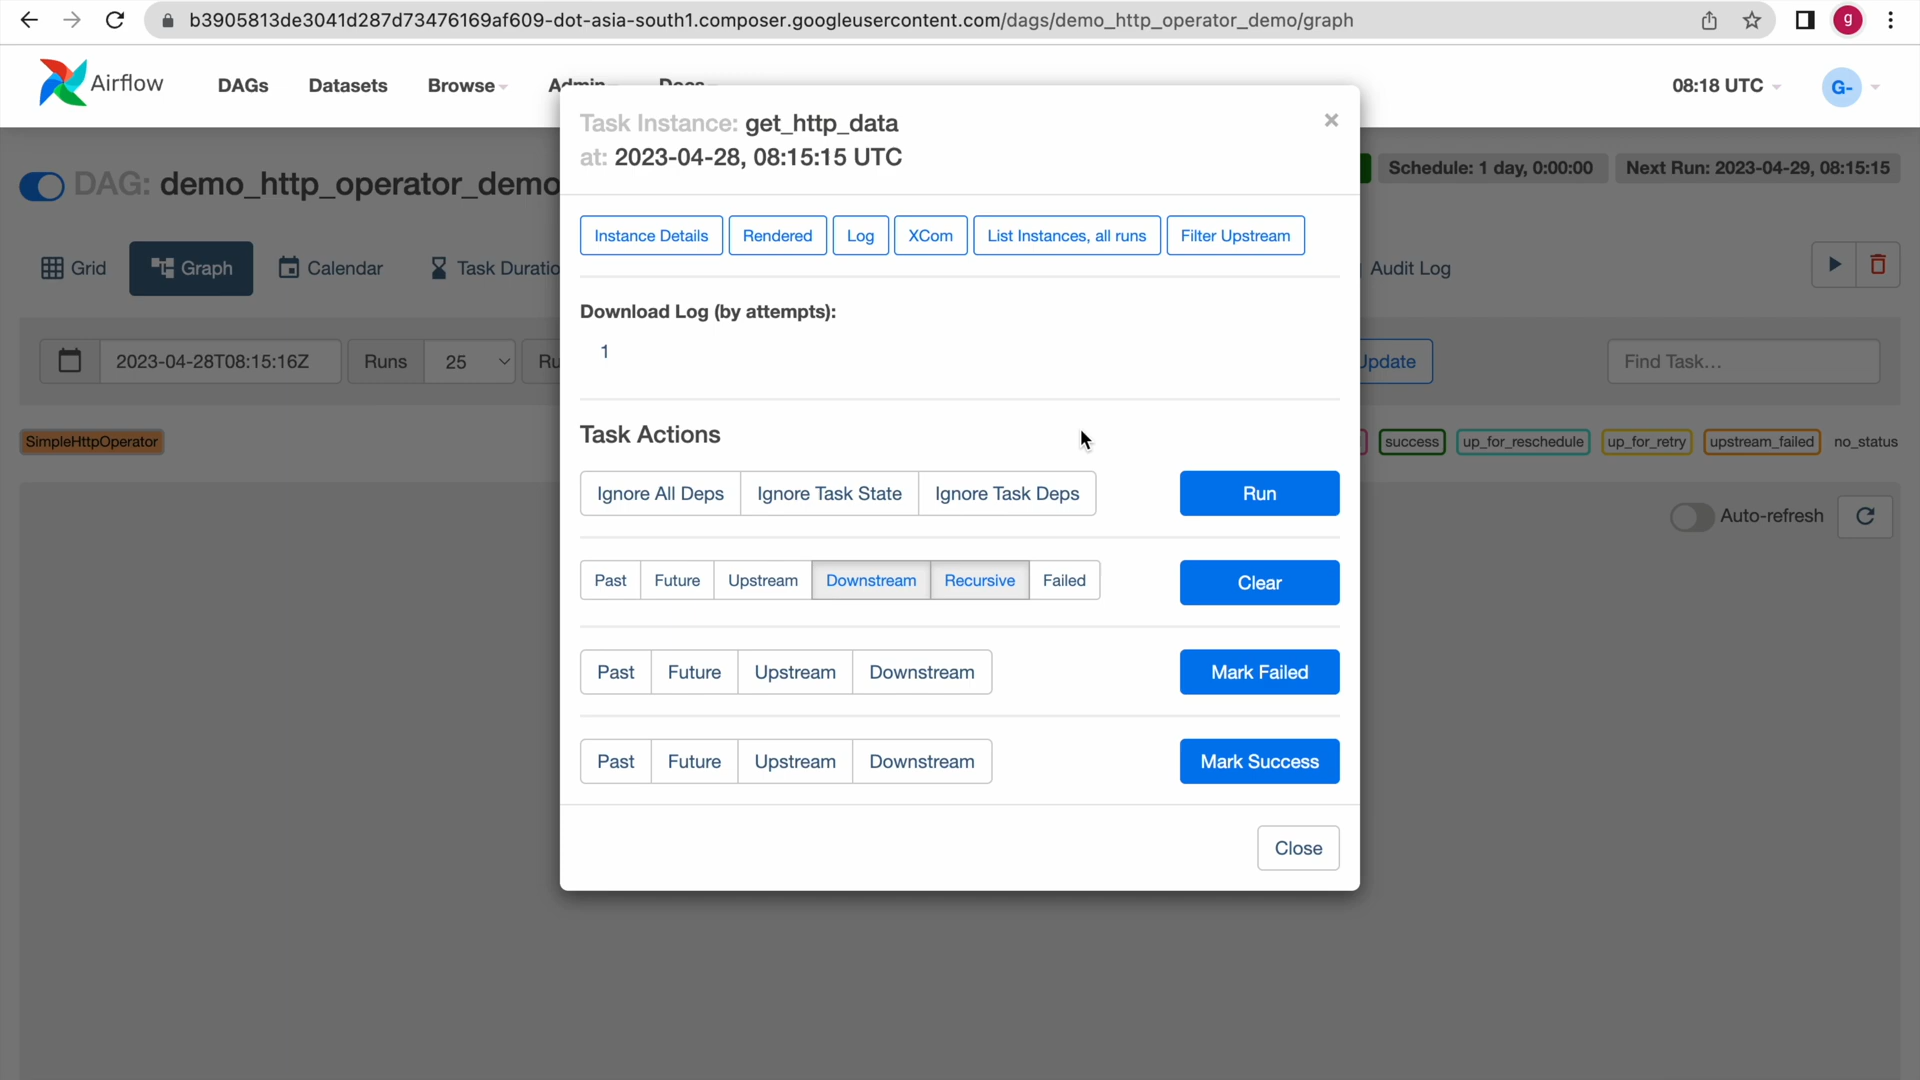 b3905813de3041d287d73476169af609-dot-asia-south1.composer.googleusercontent.com/dags/demo_http_operator_demo/graph
g
Airflow
DAGs
Datasets
Browse
Admin
Docs
08:18 UTC
G-
Task Instance: get_http_data
at: 2023-04-28, 08:15:15 UTC
×
DAG: demo_http_operator_demo
Schedule: 1 day, 0:00:00
Next Run: 2023-04-29, 08:15:15
Instance Details
Rendered
Log
XCom
List Instances, all runs
Filter Upstream
Grid
Graph
Calendar
Task Duratio
Audit Log
Download Log (by attempts):
1
2023-04-28T08:15:16Z
Runs
25
Ru
Update
Find Task...
SimpleHttpOperator
success
up_for_reschedule
up_for_retry
upstream_failed
no_status
Auto-refresh
Task Actions
Ignore All Deps
Ignore Task State
Ignore Task Deps
Run
Past
Future
Upstream
Downstream
Recursive
Failed
Clear
Past
Future
Upstream
Downstream
Mark Failed
Past
Future
Upstream
Downstream
Mark Success
Close